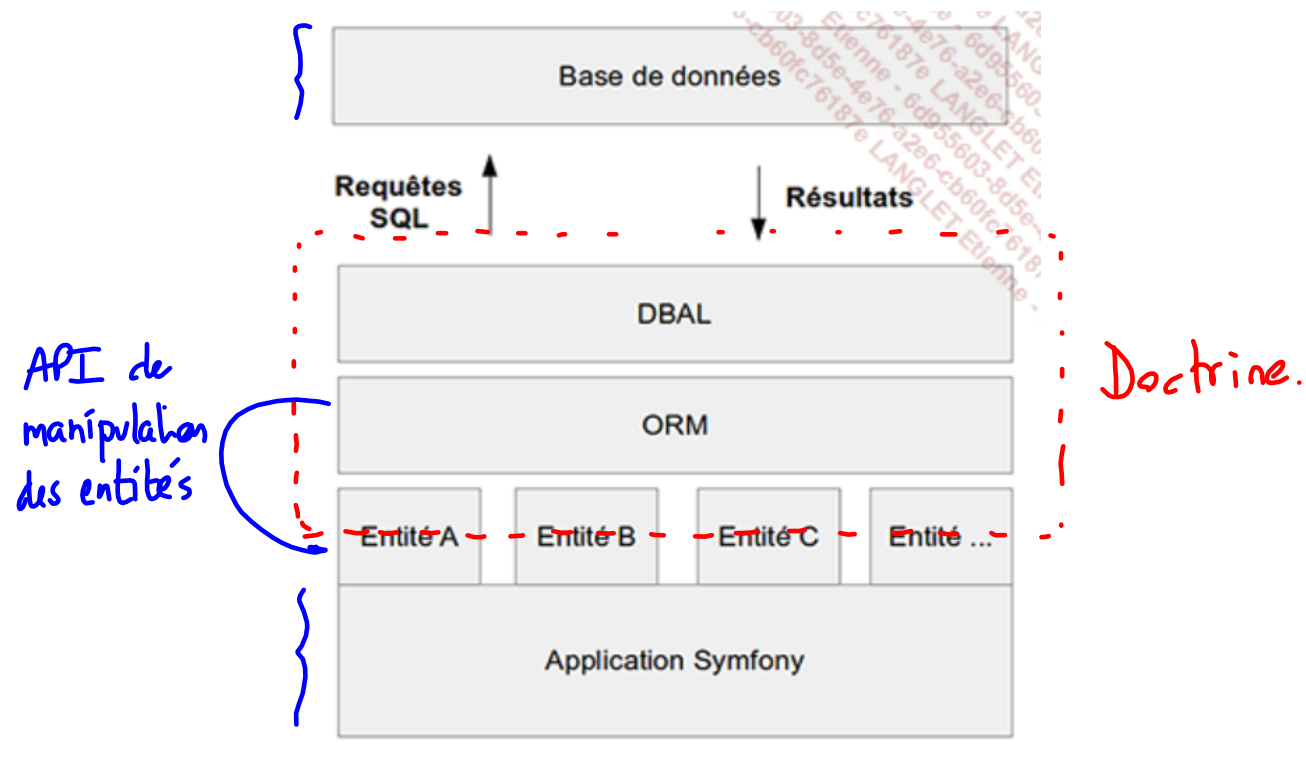 Base de données
Requêtes
SQL
Résultats
DBAL
API de
manipulation
des entités
Doctrine.
ORM
Entité A
Entité B
Entité C
Entité ...
Application Symfony